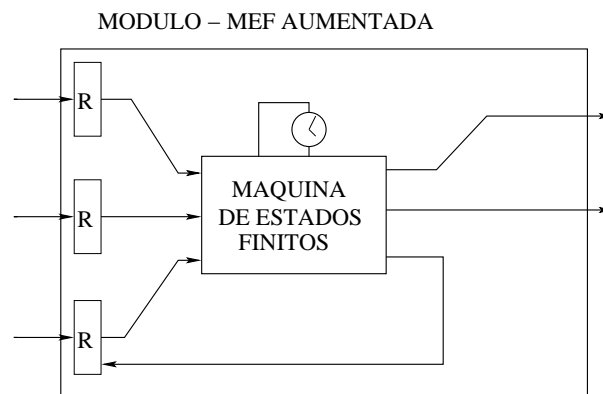 MODULO – MEF AUMENTADA
R
R
R
MAQUINA
DE ESTADOS
FINITOS